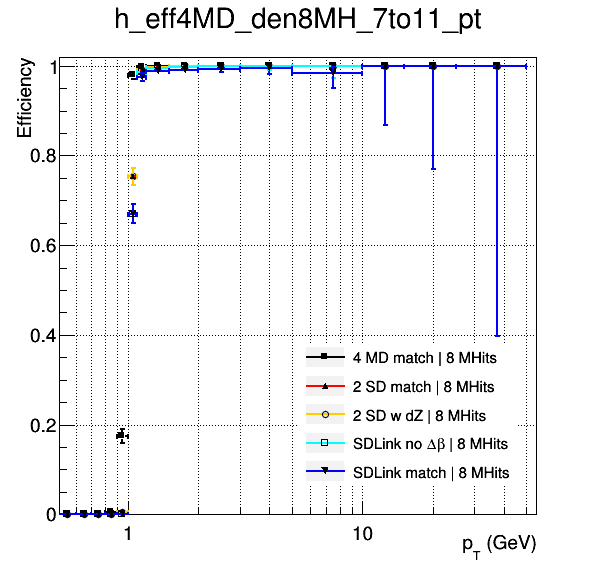 h_eff4MD_den8MH_7to11_pt
Efficiency
1
0.8
0.6
0.4
0.2
0
4 MD match | 8 MHits
2 SD match | 8 MHits
2 SD w dZ | 8 MHits
SDLink no Δβ | 8 MHits
SDLink match | 8 MHits
1 10
p_T (GeV)